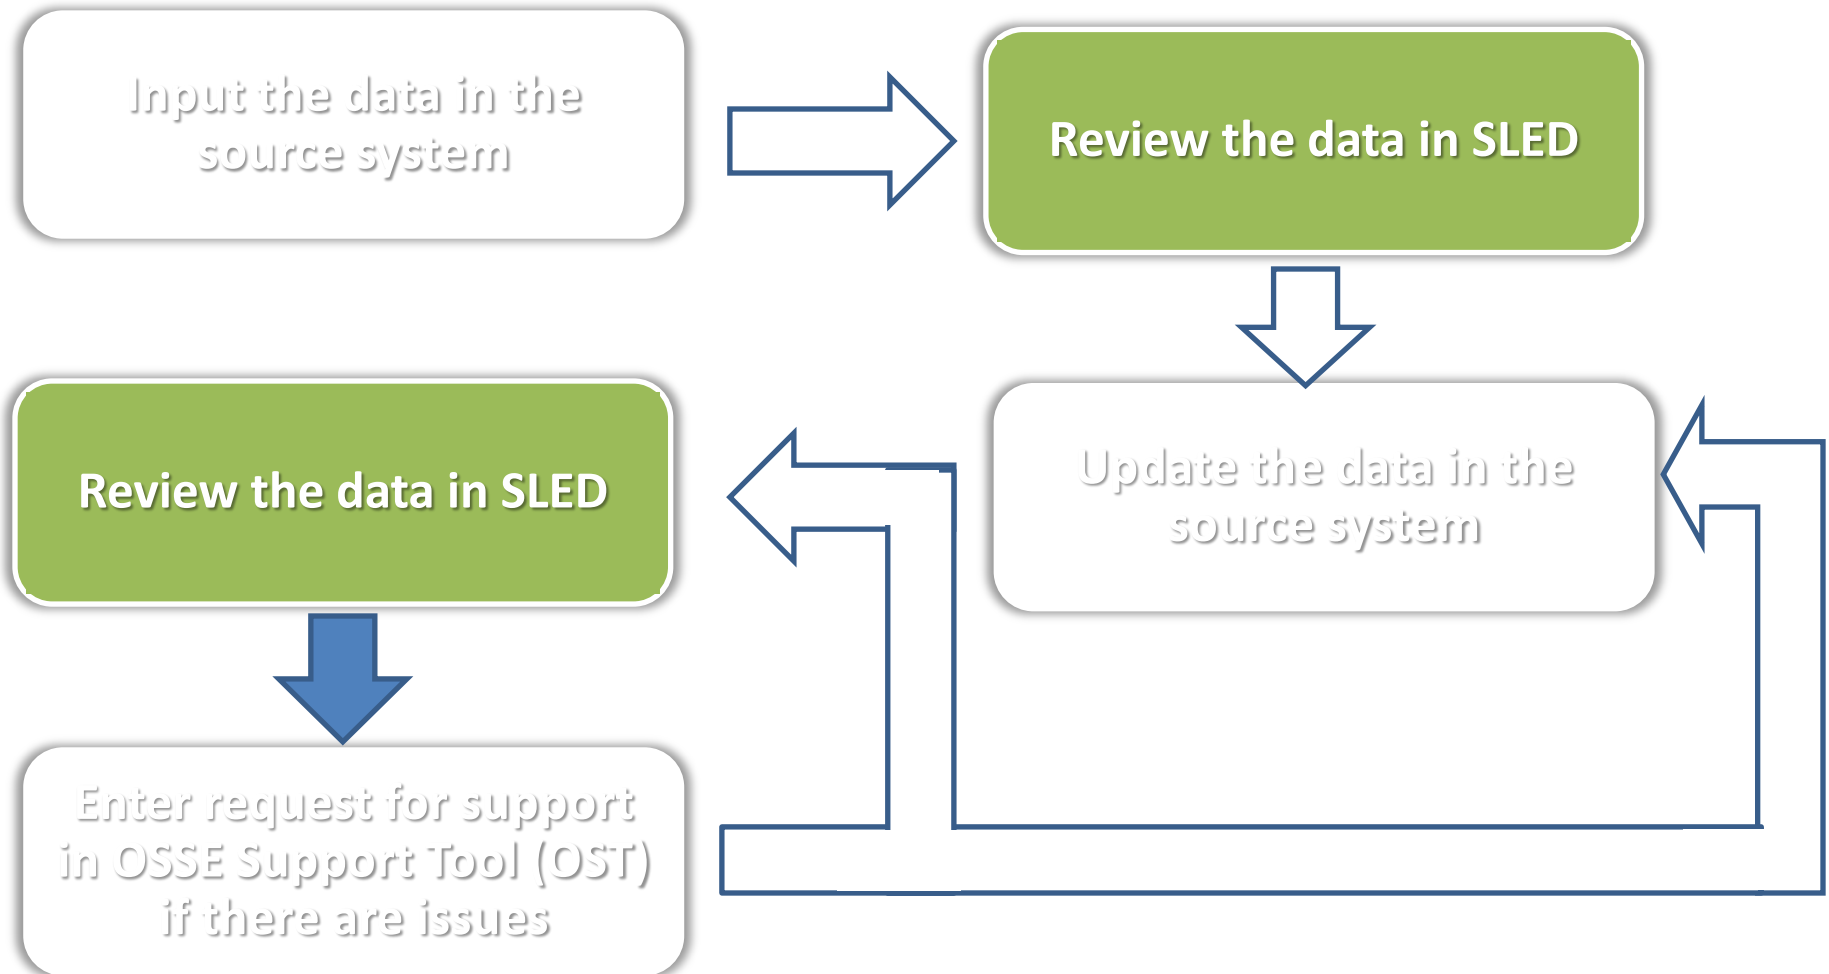 Input the data in the
source system
Review the data in SLED
Review the data in SLED
Update the data in the
source system
Enter request for support
in OSSE Support Tool (OST)
if there are issues